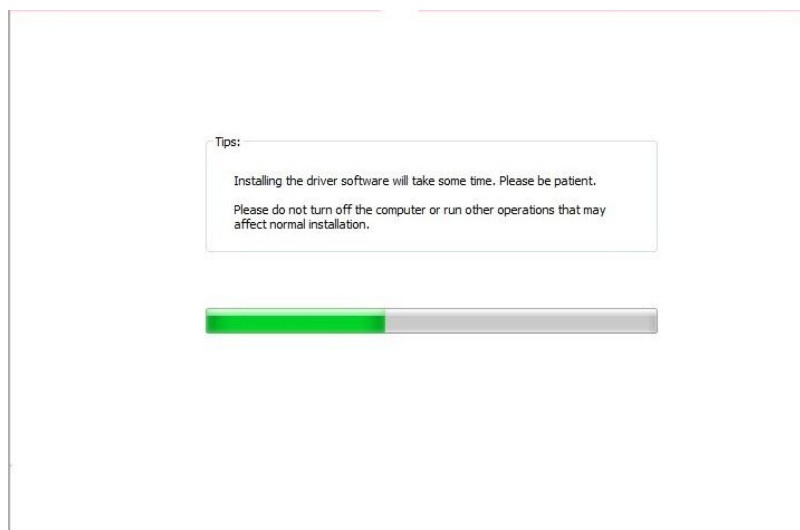 Tips:
Installing the driver software will take some time. Please be patient.
Please do not turn off the computer or run other operations that may
affect normal installation.